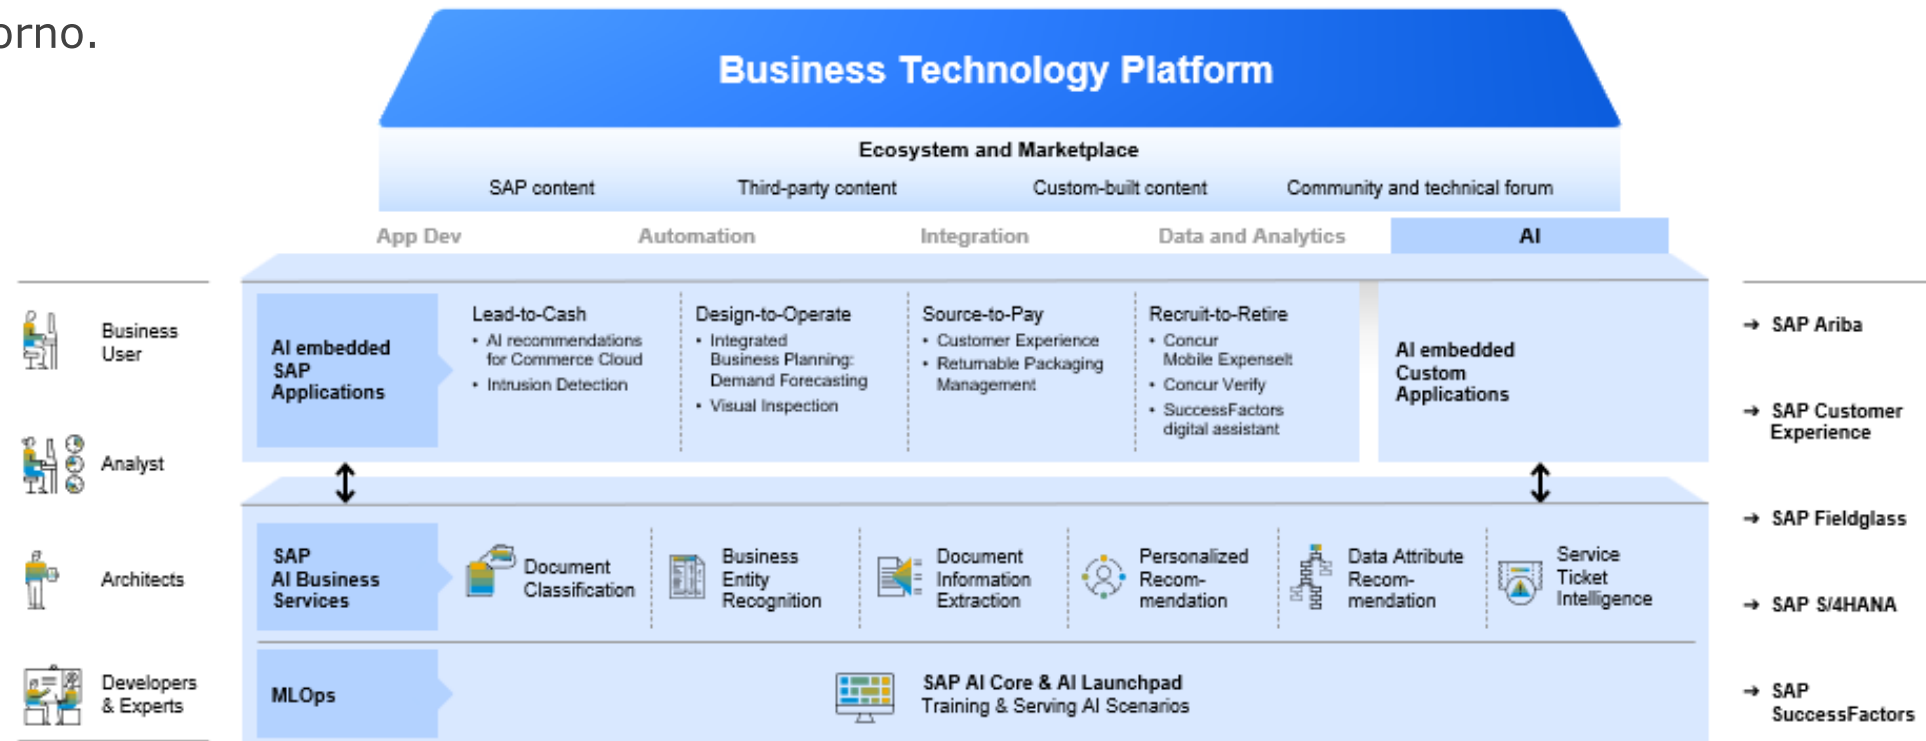 orno.
Business Technology Platform
Ecosystem and Marketplace
SAP content
Third-party content
Custom-built content
Community and technical forum
App Dev
Automation
Integration
Data and Analytics
AI
Business
User
Analyst
Architects
Developers
& Experts
AI embedded
SAP
Applications
Lead-to-Cash
• AI recommendations
for Commerce Cloud
• Intrusion Detection
Design-to-Operate
• Integrated
Business Planning:
Demand Forecasting
• Visual Inspection
Source-to-Pay
• Customer Experience
• Returnable Packaging
Management
Recruit-to-Retire
• Concur
Mobile ExpenseIt
• Concur Verify
• SuccessFactors
digital assistant
AI embedded
Custom
Applications
SAP
AI Business
Services
Document
Classification
Business
Entity
Recognition
Document
Information
Extraction
Personalized
Recom-
mendation
Data Attribute
Recom-
mendation
Service
Ticket
Intelligence
MLOps
SAP AI Core & AI Launchpad
Training & Serving AI Scenarios
→ SAP Ariba
→ SAP Customer
Experience
→ SAP Fieldglass
→ SAP S/4HANA
→ SAP
SuccessFactors